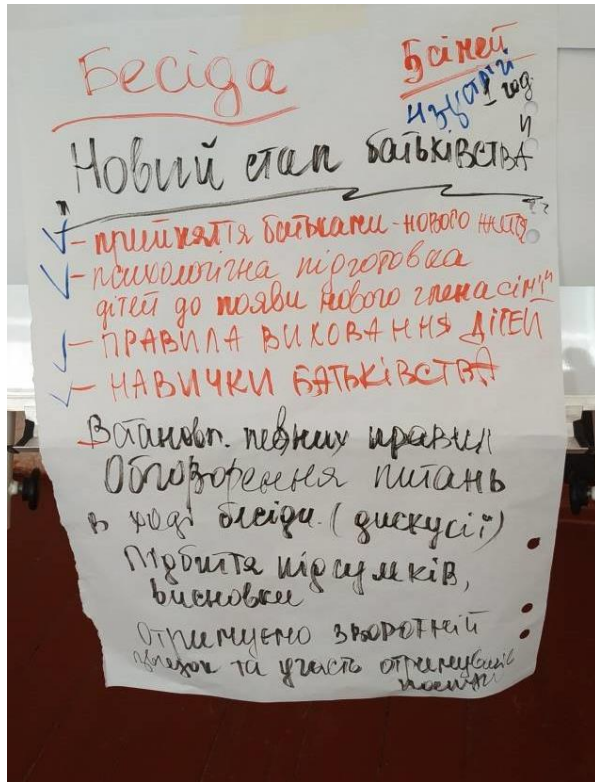 Бесіда
5 сімей
4 зустрічі
1 год
Новий етап батьківства
- прийняття батьками - нового життя
- психологічна підготовка
дітей до появи нового члена сім'ї
- ПРАВИЛА ВИХОВАННЯ ДІТЕЙ
- НАВИЧКИ БАТЬКІВСТВА
Встановл. певних правил
Обговорення питань
в ході бесіди. (дискусії)
Підбиття підсумків,
висновки
Отримуємо зворотній
зв'язок та участь отримувачів
послуги